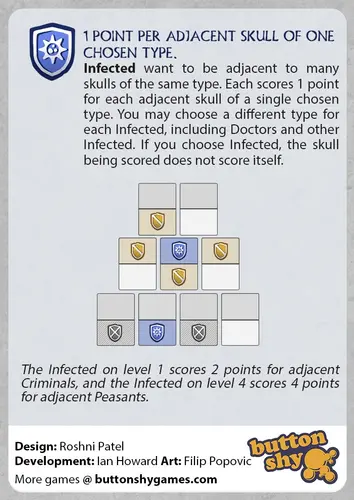 1 POINT PER ADJACENT SKULL OF ONE
CHOSEN TYPE.
Infected want to be adjacent to many
skulls of the same type. Each scores 1 point
for each adjacent skull of a single chosen
type. You may choose a different type for
each Infected, including Doctors and other
Infected. If you choose Infected, the skull
being scored does not score itself.
The Infected on level 1 scores 2 points for adjacent
Criminals, and the Infected on level 4 scores 4 points
for adjacent Peasants.
Design: Roshni Patel
Development: Ian Howard Art: Filip Popovic
More games @ buttonshygames.com
button
shy